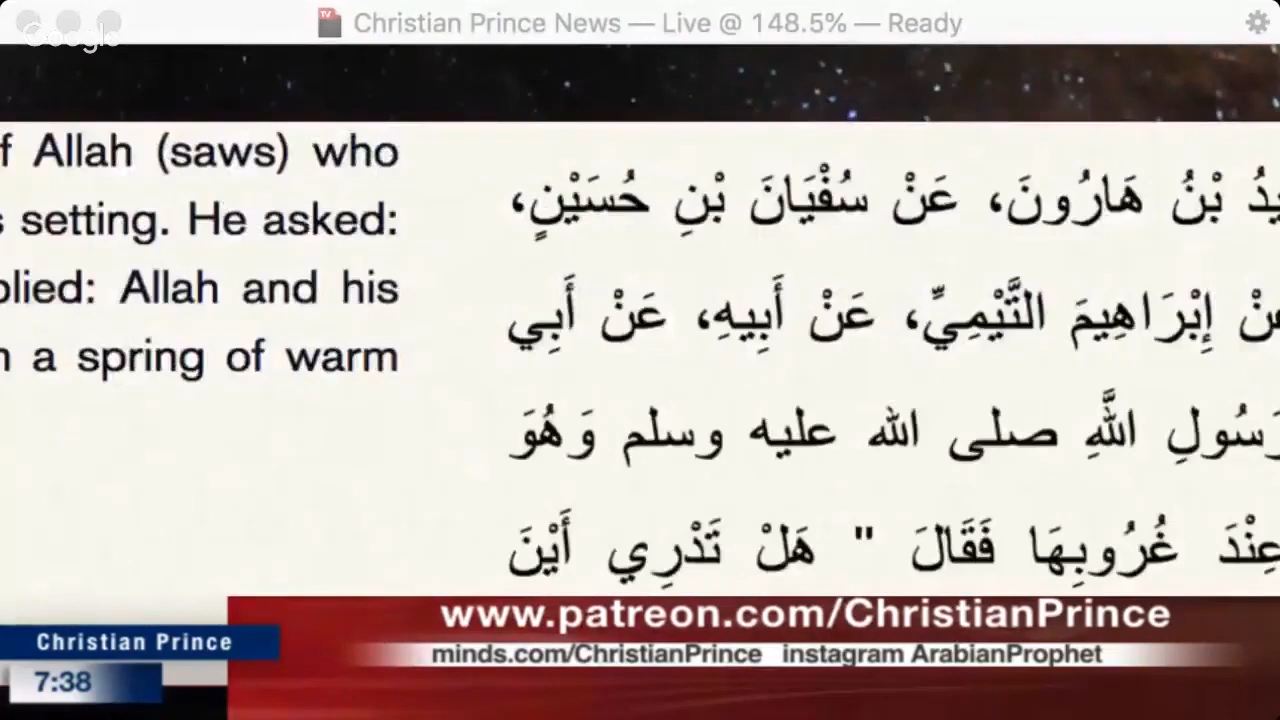 Christian Prince News — Live @ 148.5% — Ready
Google
f Allah (saws) who
s setting. He asked:
plied: Allah and his
n a spring of warm
يدُ بْنُ هَارُونَ، عَنْ سُفْيَانَ بْنِ حُسَيْنٍ،
عَنْ إِبْرَاهِيمَ التَّيْمِيِّ، عَنْ أَبِيهِ، عَنْ أَبِي
رَسُولِ اللَّهِ صلى الله عليه وسلم وَهُوَ
عِنْدَ غُرُوبِهَا فَقَالَ " هَلْ تَدْرِي أَيْنَ
www.patreon.com/ChristianPrince
Christian Prince
minds.com/ChristianPrince instagram ArabianProphet
7:38